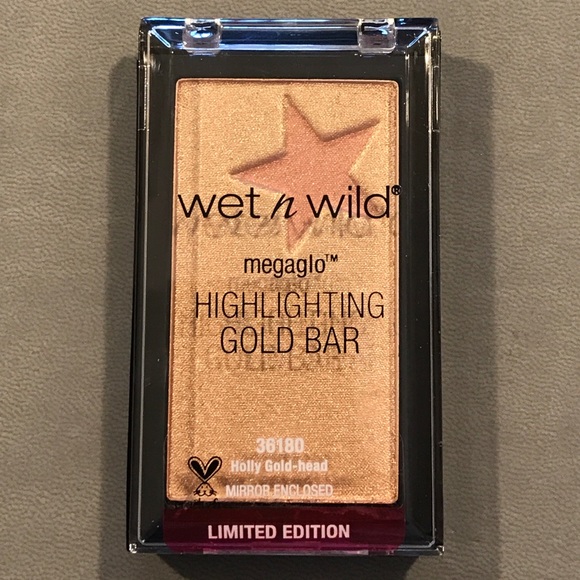 wet n wild®
megaglo™
HIGHLIGHTING
GOLD BAR
36180
Holly Gold-head
MIRROR ENCLOSED
LIMITED EDITION